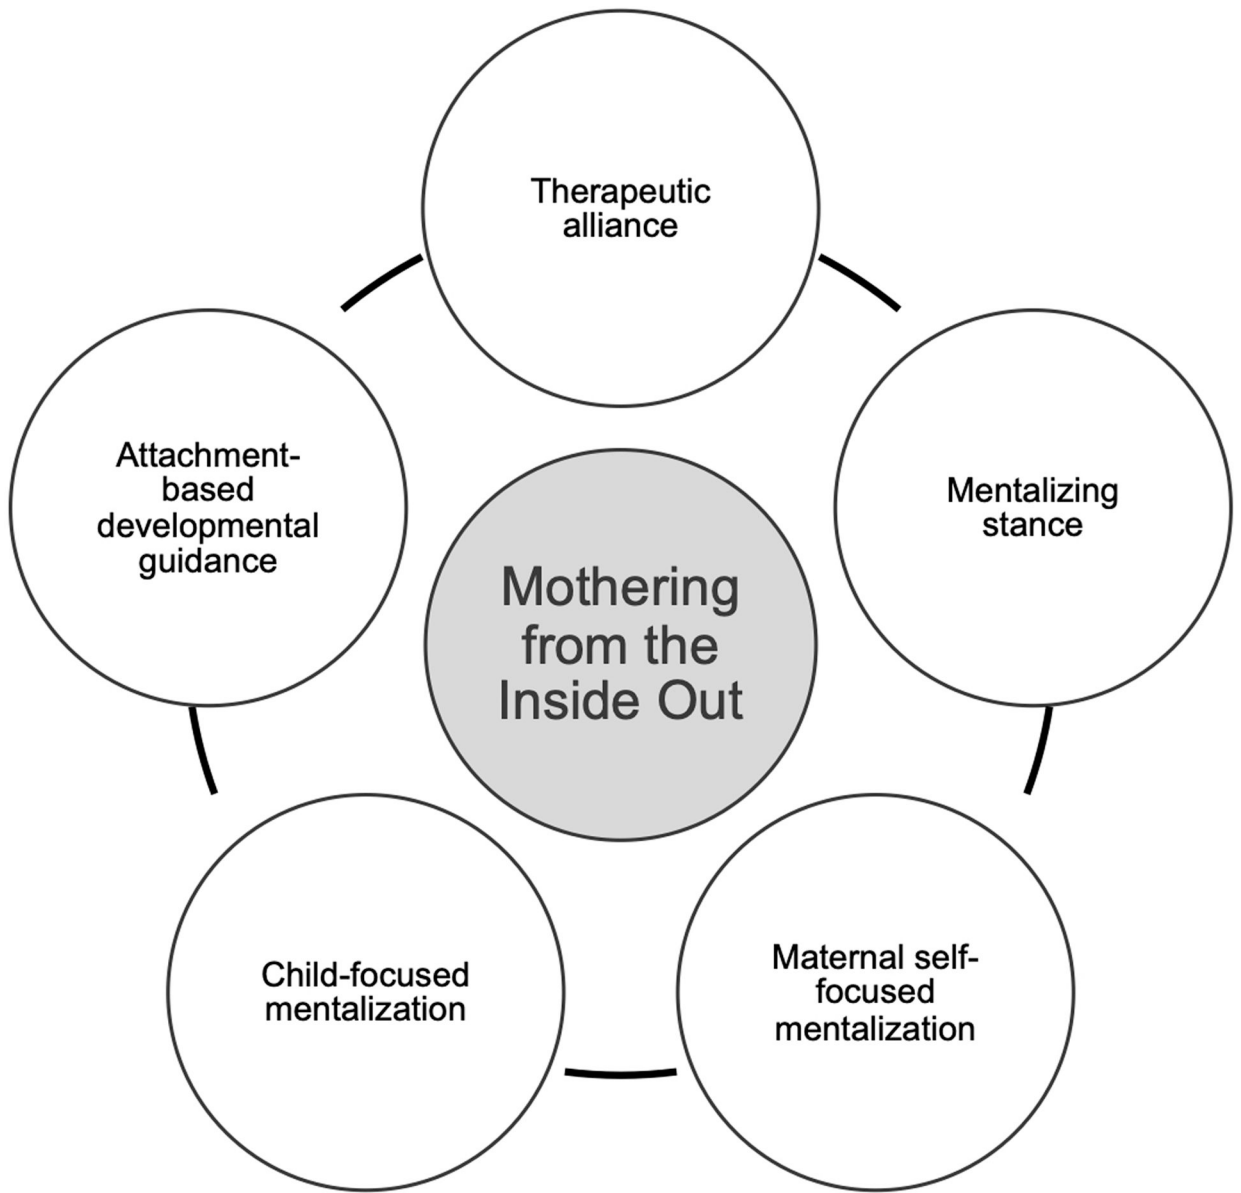 Therapeutic
alliance
Attachment-
based
developmental
guidance
Mentalizing
stance
Mothering
from the
Inside Out
Child-focused
mentalization
Maternal self-
focused
mentalization